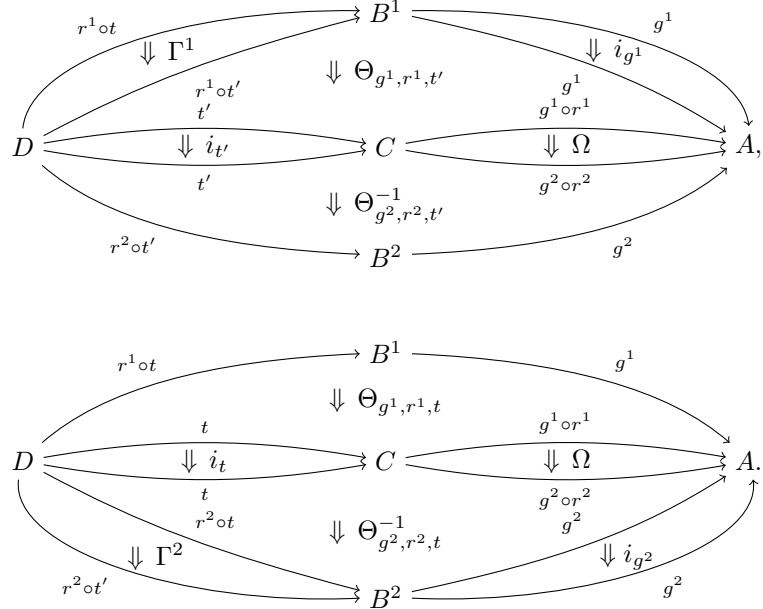 B¹
r¹∘t
g¹
⇓ Γ¹
⇓ i_{g¹}
⇓ Θ_{g¹,r¹,t′}
r¹∘t′
g¹
t′
g¹∘r¹
D
⇓ i_{t′}
C
⇓ Ω
A,
t′
g²∘r²
⇓ Θ⁻¹_{g²,r²,t′}
r²∘t′
g²
B²
B¹
r¹∘t
g¹
⇓ Θ_{g¹,r¹,t}
t
g¹∘r¹
D
⇓ i_t
C
⇓ Ω
A.
t
g²∘r²
r²∘t
g²
⇓ Θ⁻¹_{g²,r²,t}
⇓ Γ²
⇓ i_{g²}
r²∘t′
g²
B²